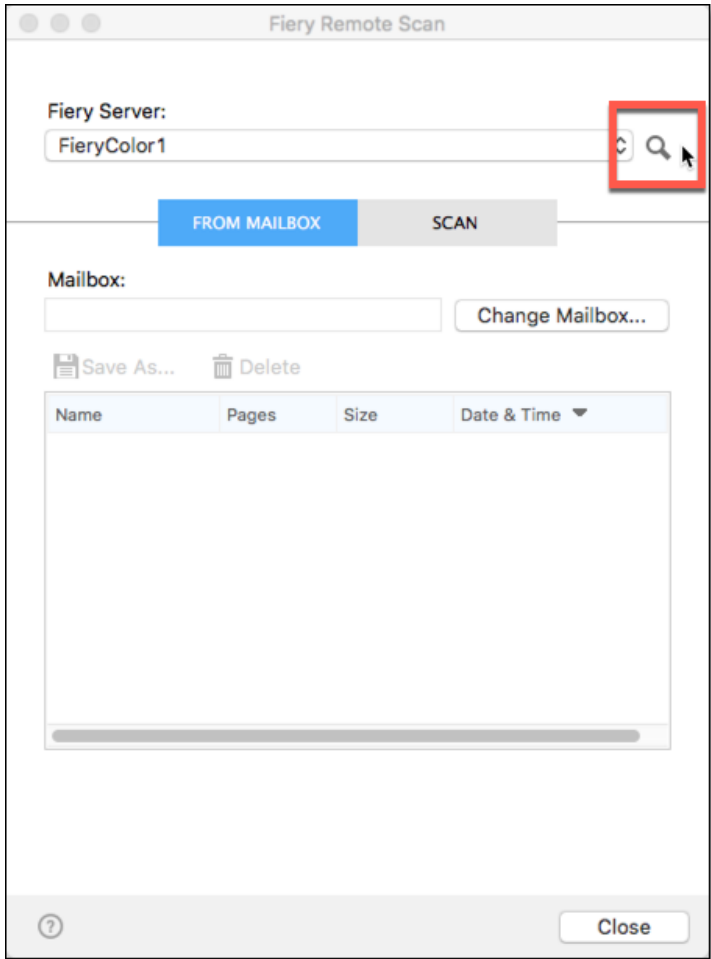 Fiery Remote Scan
Fiery Server:
FieryColor1
FROM MAILBOX SCAN
Mailbox:
Change Mailbox...
Save As... Delete
Name Pages Size Date & Time
?
Close